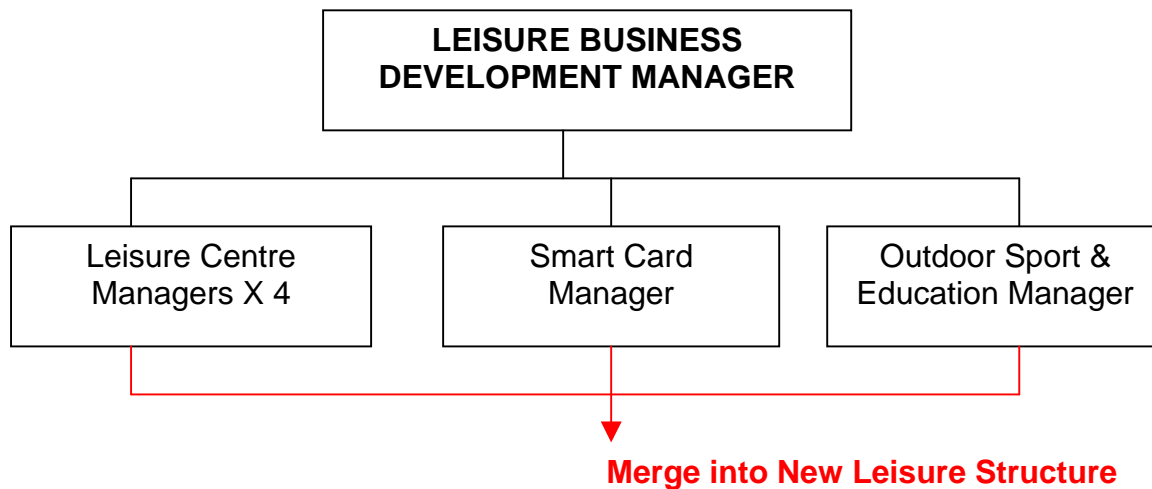 LEISURE BUSINESS
DEVELOPMENT MANAGER
Leisure Centre
Managers X 4
Smart Card
Manager
Outdoor Sport &
Education Manager
Merge into New Leisure Structure